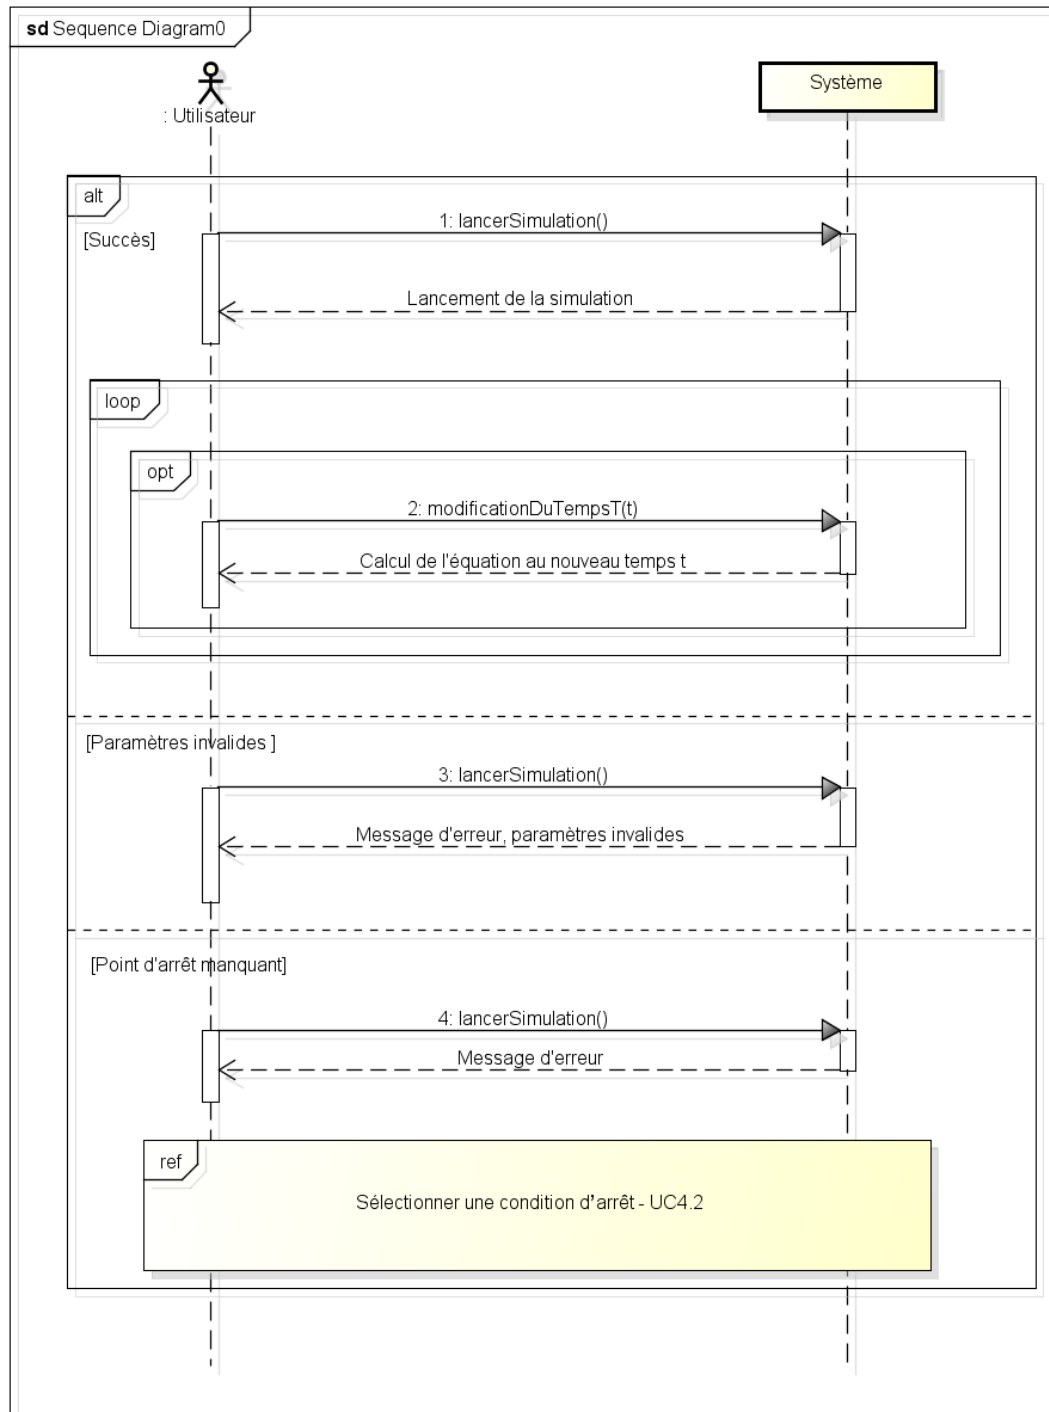 sd Sequence Diagram0
: Utilisateur
Système
alt
[Succès]
1: lancerSimulation()
Lancement de la simulation
loop
opt
2: modificationDuTempsT(t)
Calcul de l'équation au nouveau temps t
[Paramètres invalides ]
3: lancerSimulation()
Message d'erreur, paramètres invalides
[Point d'arrêt manquant]
4: lancerSimulation()
Message d'erreur
ref
Sélectionner une condition d’arrêt - UC4.2